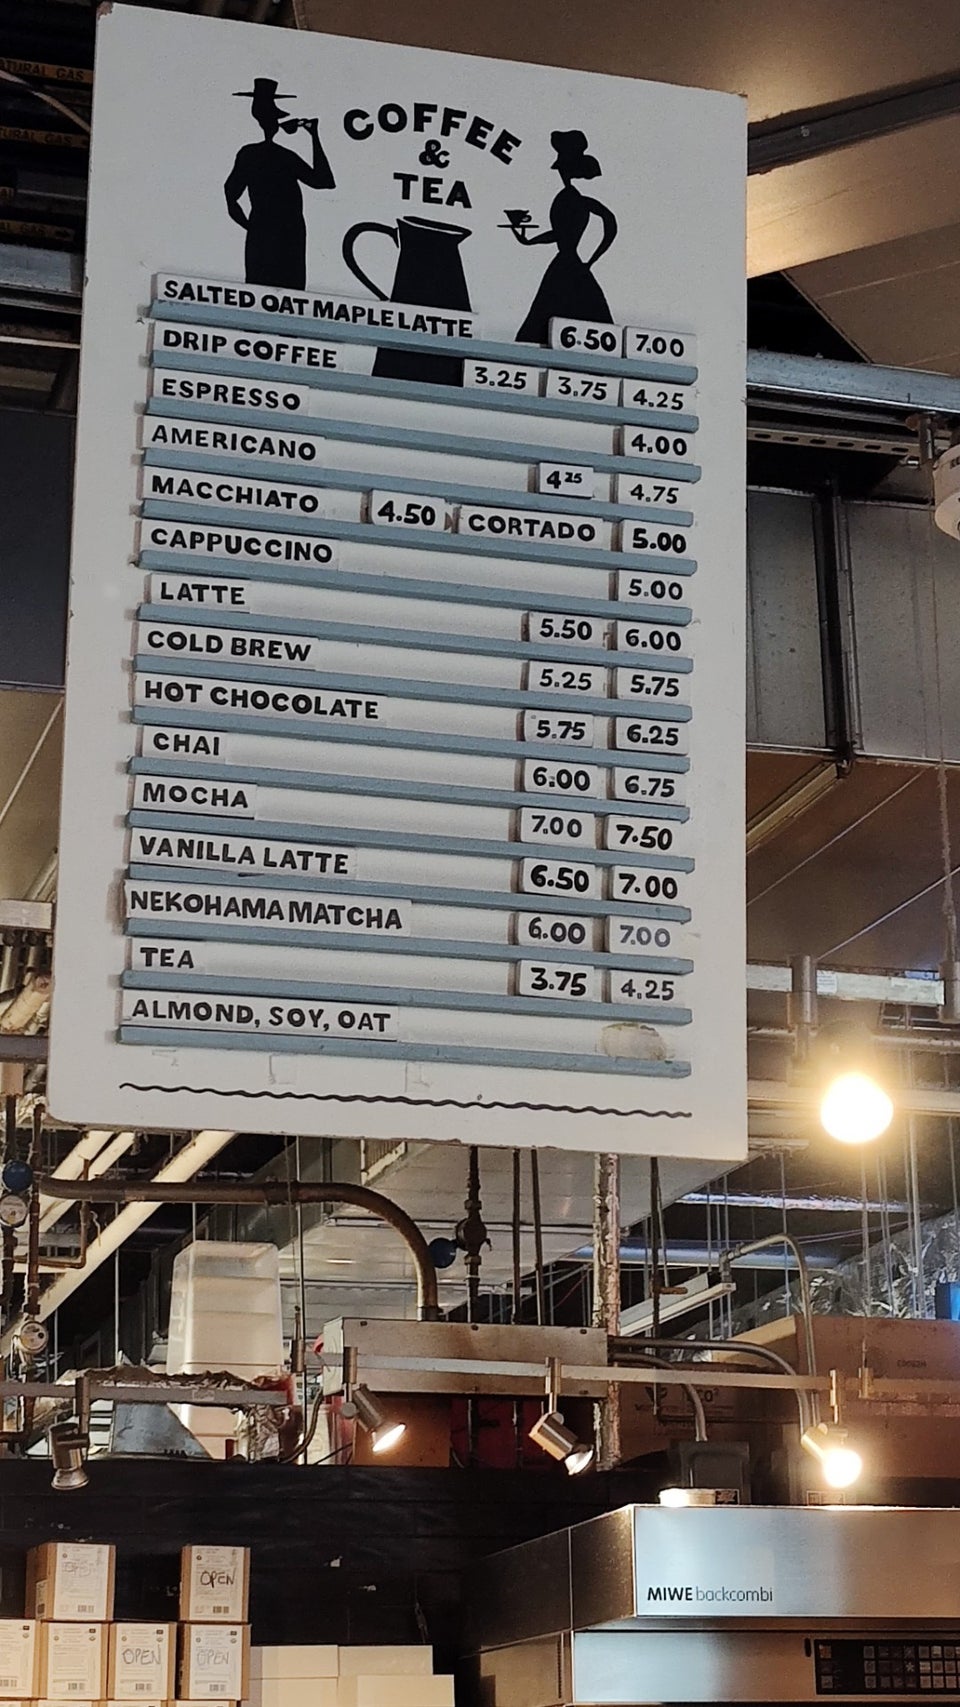 COFFEE
&
TEA
SALTED OAT MAPLE LATTE 6.50 7.00
DRIP COFFEE 3.25 3.75 4.25
ESPRESSO 4.00
AMERICANO 4 25 4.75
MACCHIATO 4.50 CORTADO 5.00
CAPPUCCINO 5.00
LATTE 5.50 6.00
COLD BREW 5.25 5.75
HOT CHOCOLATE 5.75 6.25
CHAI 6.00 6.75
MOCHA 7.00 7.50
VANILLA LATTE 6.50 7.00
NEKOHAMA MATCHA 6.00 7.00
TEA 3.75 4.25
ALMOND, SOY, OAT
MIWE backcombi
OPEN
OPEN
OPEN